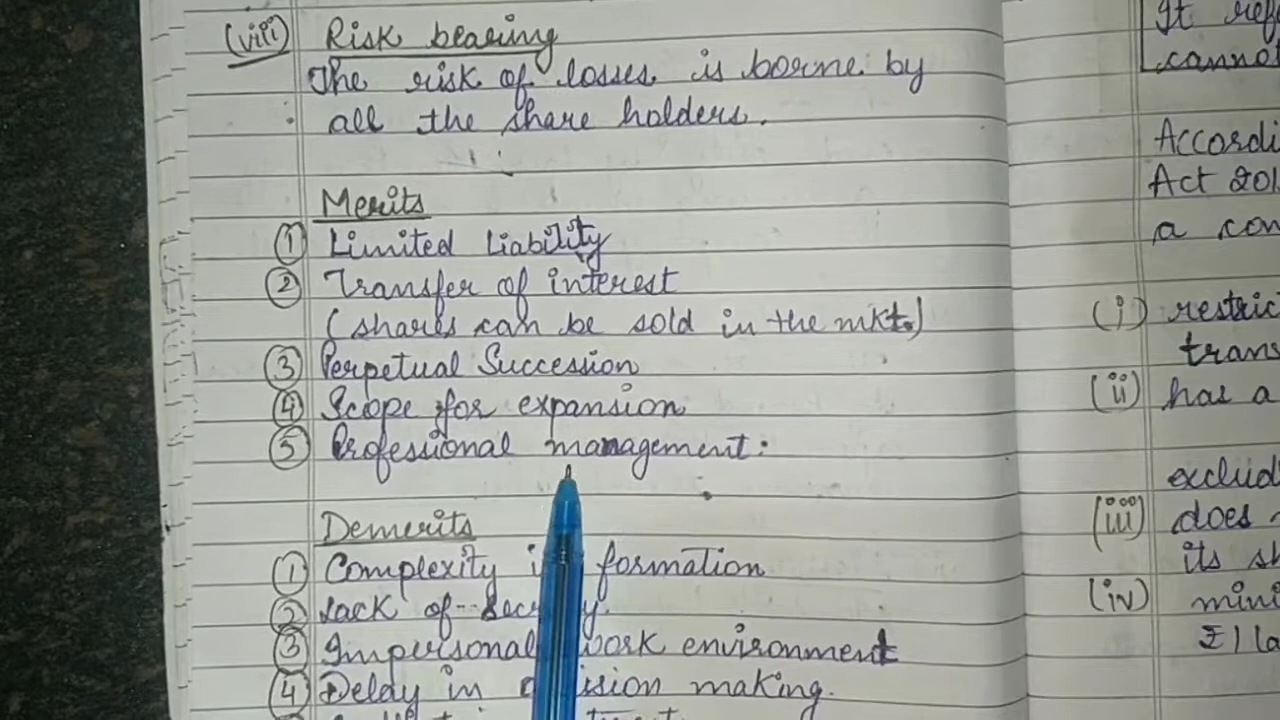 (viii) Risk bearing
The risk of losses is borne by
all the share holders.
Merits
① Limited Liability
② Transfer of interest
(shares can be sold in the mkt.)
③ Perpetual Succession
④ Scope for expansion
⑤ Professional management:
Demerits
① Complexity formation
② Lack of
③ Impersonal work environment
④ Delay in making.
It
Accordi
Act 201
a con
(i) restric
trans
(ii) has a
exclud
(iii) does
its sh
(iv) mini
₹1 la